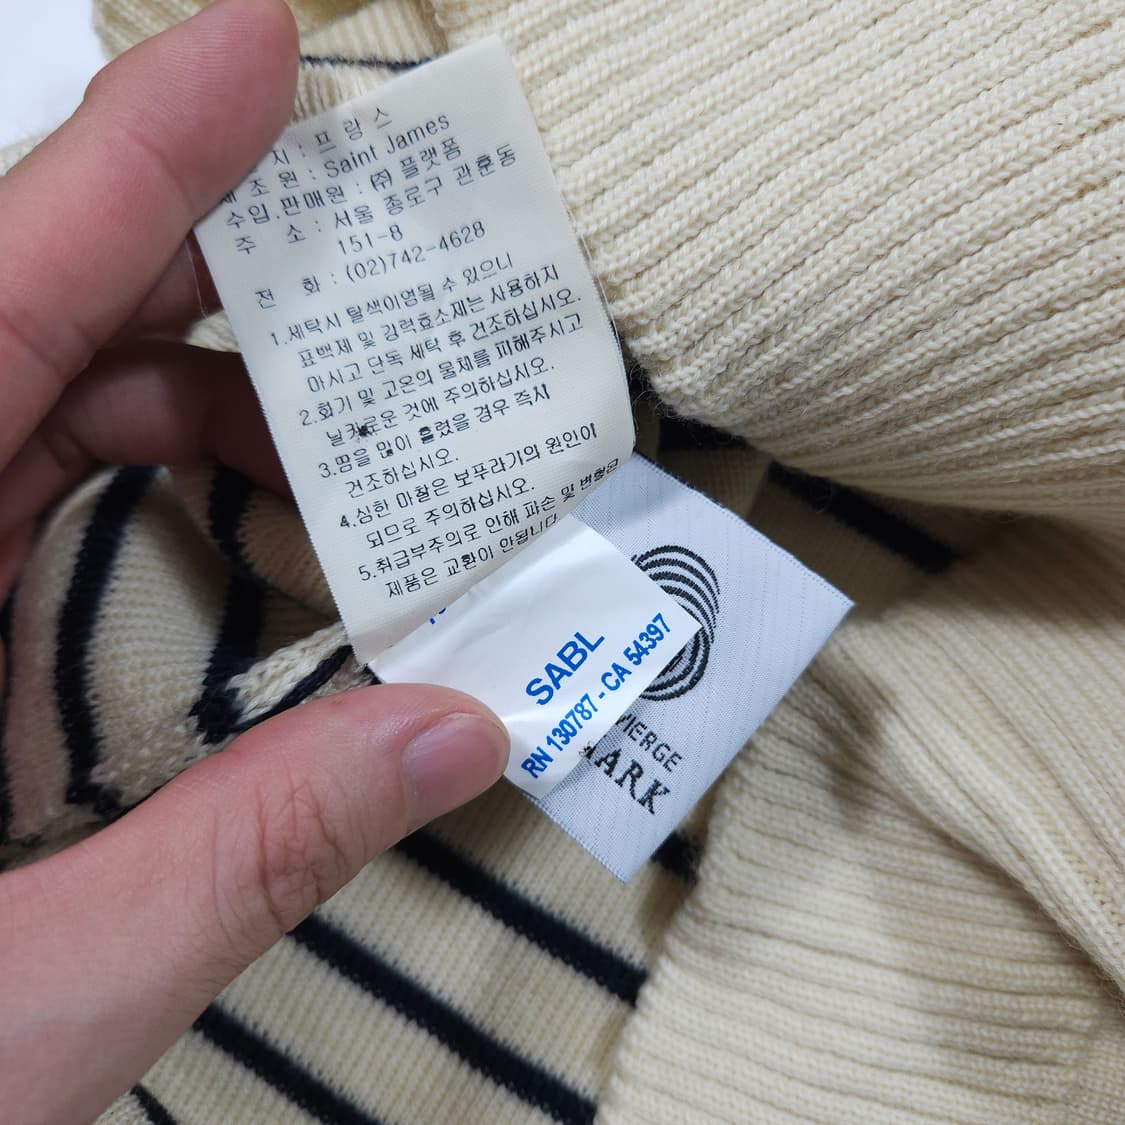 지 : 프 랑 스
제 조 원 : Saint James
수입.판매원 : ㈜ 플랫폼
주 소 : 서울 종로구 관훈동
151-8
전 화 : (02)742-4628
1.세탁시 탈색이염될 수 있으니
표백제 및 강력효소제는 사용하지
마시고 단독 세탁 후 건조하십시오.
2.화기 및 고온의 물체를 피해주시고
날카로운 것에 주의하십시오.
3.땀을 많이 흘렸을 경우 즉시
건조하십시오.
4.심한 마찰은 보푸라기의 원인이
되므로 주의하십시오.
5.취급부주의로 인해 파손 및 변형된
제품은 교환이 안됩니다.
SABL
RN 130787 - CA 54397
VIERGE
MARK